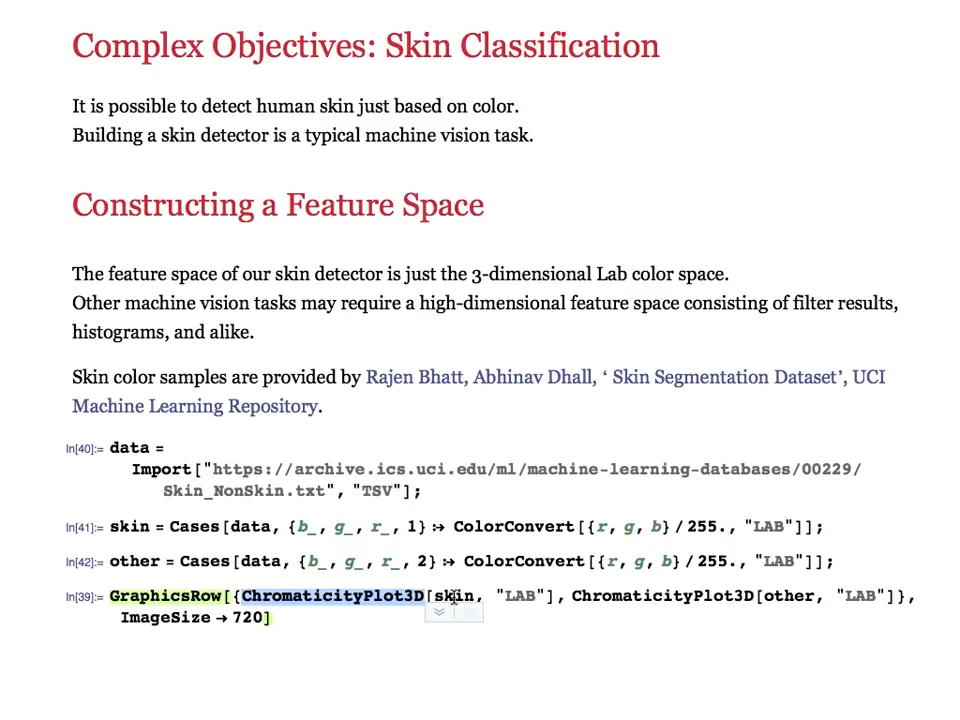 Complex Objectives: Skin Classification
It is possible to detect human skin just based on color.
Building a skin detector is a typical machine vision task.
Constructing a Feature Space
The feature space of our skin detector is just the 3-dimensional Lab color space.
Other machine vision tasks may require a high-dimensional feature space consisting of filter results,
histograms, and alike.
Skin color samples are provided by Rajen Bhatt, Abhinav Dhall, ‘ Skin Segmentation Dataset’, UCI
Machine Learning Repository.
In[40]:= data =
Import["https://archive.ics.uci.edu/ml/machine-learning-databases/00229/
Skin_NonSkin.txt", "TSV"];
In[41]:= skin = Cases[data, {b_, g_, r_, 1} :→ ColorConvert[{r, g, b} / 255., "LAB"]];
In[42]:= other = Cases[data, {b_, g_, r_, 2} :→ ColorConvert[{r, g, b} / 255., "LAB"]];
In[39]:= GraphicsRow[{ChromaticityPlot3D[skin, "LAB"], ChromaticityPlot3D[other, "LAB"]},
ImageSize → 720]